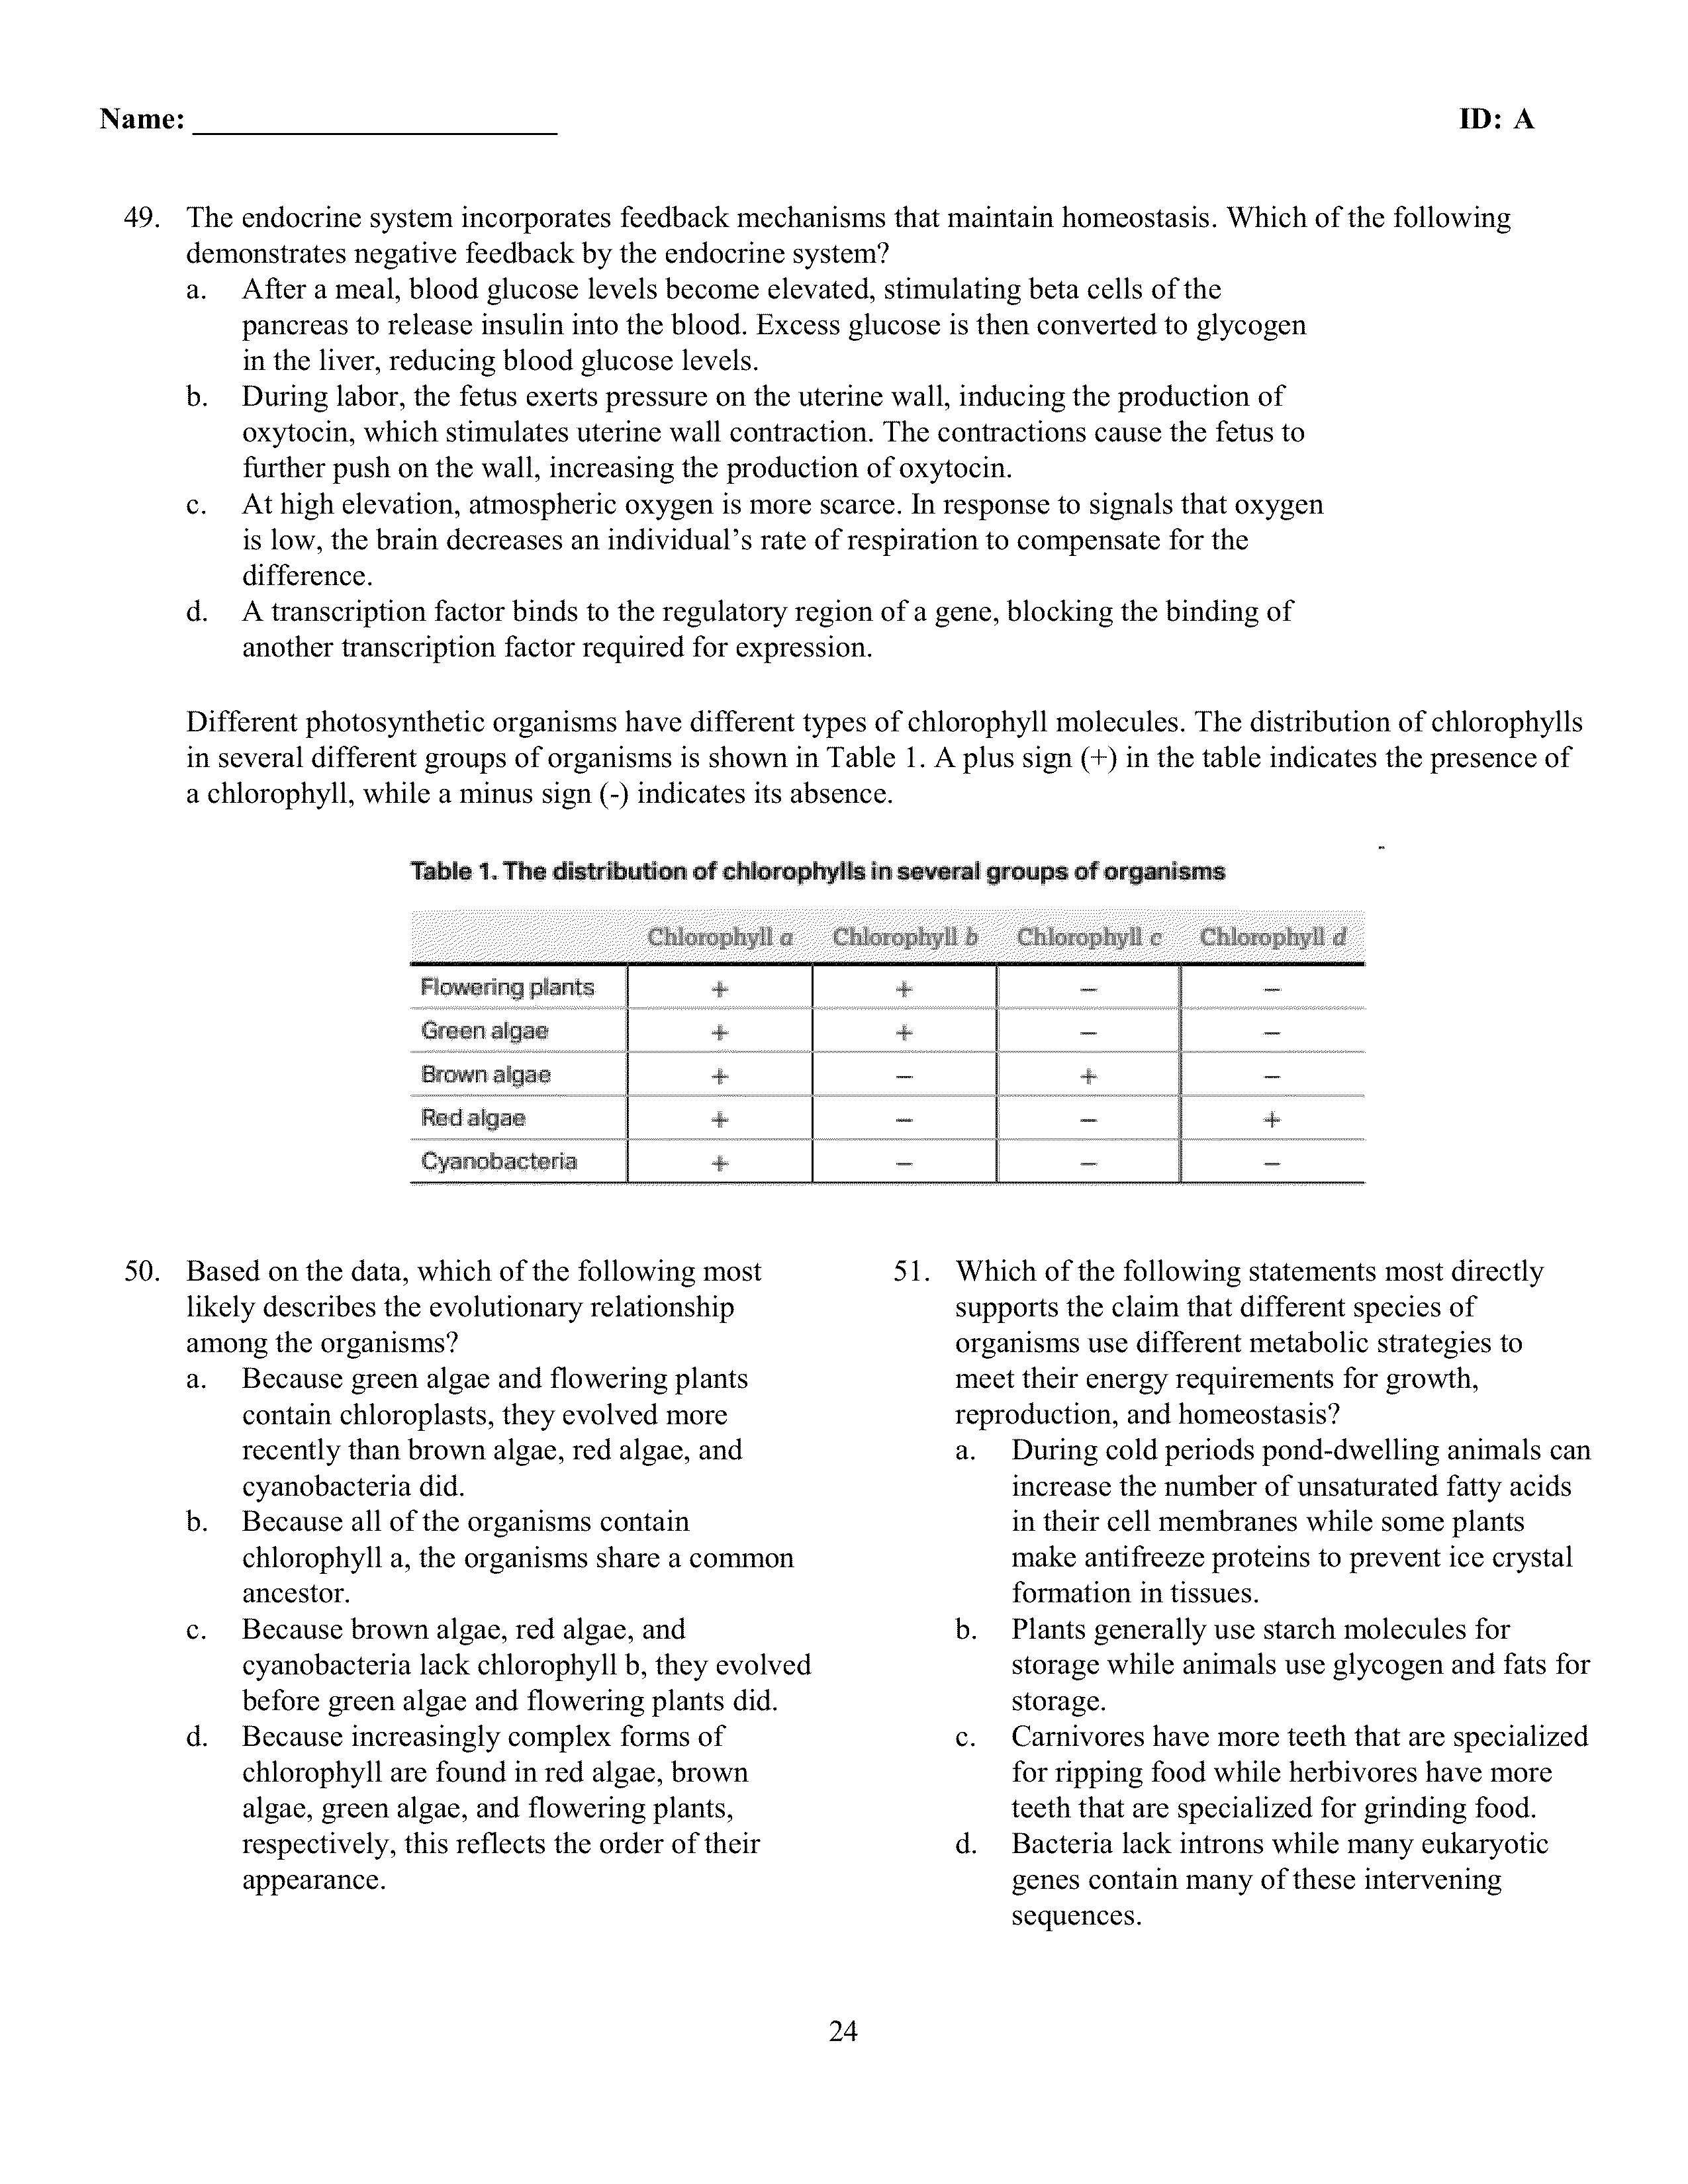 Name: ____________________ ID: A
49. The endocrine system incorporates feedback mechanisms that maintain homeostasis. Which of the following
demonstrates negative feedback by the endocrine system?
a. After a meal, blood glucose levels become elevated, stimulating beta cells of the
pancreas to release insulin into the blood. Excess glucose is then converted to glycogen
in the liver, reducing blood glucose levels.
b. During labor, the fetus exerts pressure on the uterine wall, inducing the production of
oxytocin, which stimulates uterine wall contraction. The contractions cause the fetus to
further push on the wall, increasing the production of oxytocin.
c. At high elevation, atmospheric oxygen is more scarce. In response to signals that oxygen
is low, the brain decreases an individual’s rate of respiration to compensate for the
difference.
d. A transcription factor binds to the regulatory region of a gene, blocking the binding of
another transcription factor required for expression.
Different photosynthetic organisms have different types of chlorophyll molecules. The distribution of chlorophylls
in several different groups of organisms is shown in Table 1. A plus sign (+) in the table indicates the presence of
a chlorophyll, while a minus sign (-) indicates its absence.
Table 1. The distribution of chlorophylls in several groups of organisms
Chlorophyll a Chlorophyll b Chlorophyll c Chlorophyll d
Flowering plants + + − −
Green algae + + − −
Brown algae + − + −
Red algae + − − +
Cyanobacteria + − − −
50. Based on the data, which of the following most
likely describes the evolutionary relationship
among the organisms?
a. Because green algae and flowering plants
contain chloroplasts, they evolved more
recently than brown algae, red algae, and
cyanobacteria did.
b. Because all of the organisms contain
chlorophyll a, the organisms share a common
ancestor.
c. Because brown algae, red algae, and
cyanobacteria lack chlorophyll b, they evolved
before green algae and flowering plants did.
d. Because increasingly complex forms of
chlorophyll are found in red algae, brown
algae, green algae, and flowering plants,
respectively, this reflects the order of their
appearance.
51. Which of the following statements most directly
supports the claim that different species of
organisms use different metabolic strategies to
meet their energy requirements for growth,
reproduction, and homeostasis?
a. During cold periods pond-dwelling animals can
increase the number of unsaturated fatty acids
in their cell membranes while some plants
make antifreeze proteins to prevent ice crystal
formation in tissues.
b. Plants generally use starch molecules for
storage while animals use glycogen and fats for
storage.
c. Carnivores have more teeth that are specialized
for ripping food while herbivores have more
teeth that are specialized for grinding food.
d. Bacteria lack introns while many eukaryotic
genes contain many of these intervening
sequences.
24